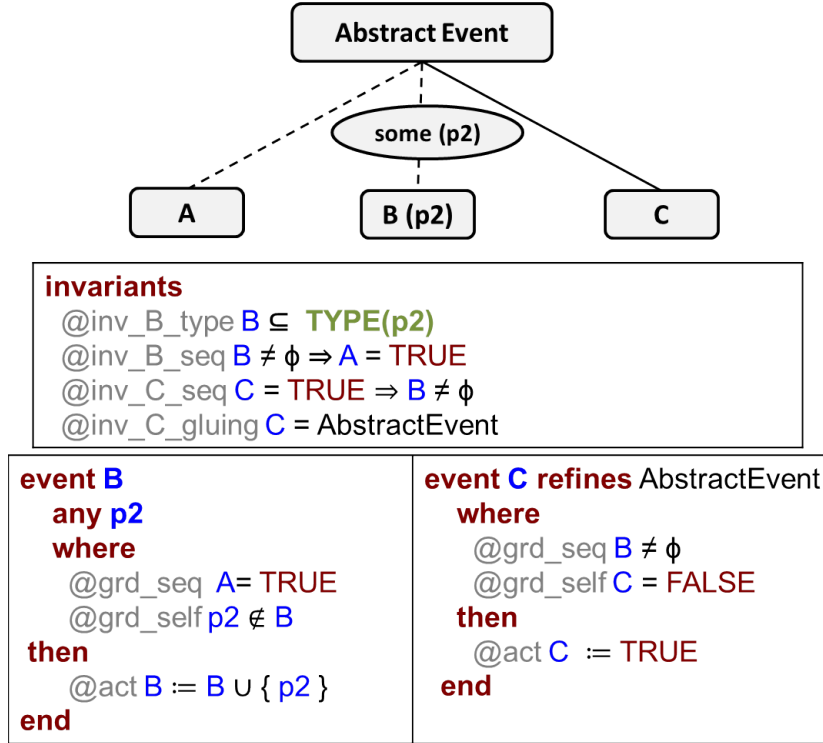 Abstract Event
some (p2)
A
B (p2)
C
invariants
@inv_B_type B ⊆ TYPE(p2)
@inv_B_seq B ≠ ϕ ⇒ A = TRUE
@inv_C_seq C = TRUE ⇒ B ≠ ϕ
@inv_C_gluing C = AbstractEvent
event B
any p2
where
@grd_seq A= TRUE
@grd_self p2 ∉ B
then
@act B := B ∪ { p2 }
end
event C refines AbstractEvent
where
@grd_seq B ≠ ϕ
@grd_self C = FALSE
then
@act C := TRUE
end